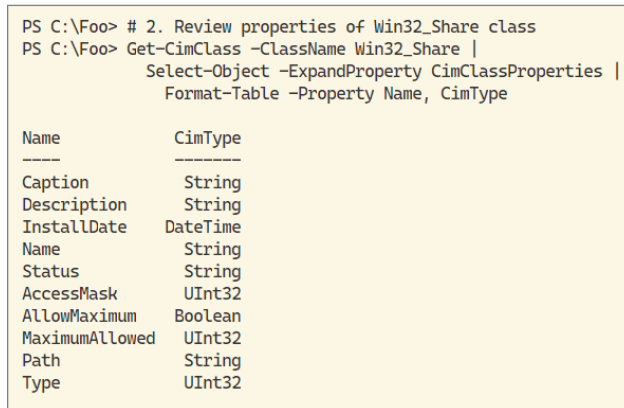 PS C:\Foo> # 2. Review properties of Win32_Share class
PS C:\Foo> Get-CimClass -ClassName Win32_Share |
Select-Object -ExpandProperty CimClassProperties |
Format-Table -Property Name, CimType
Name CimType
---- -------
Caption String
Description String
InstallDate DateTime
Name String
Status String
AccessMask UInt32
AllowMaximum Boolean
MaximumAllowed UInt32
Path String
Type UInt32